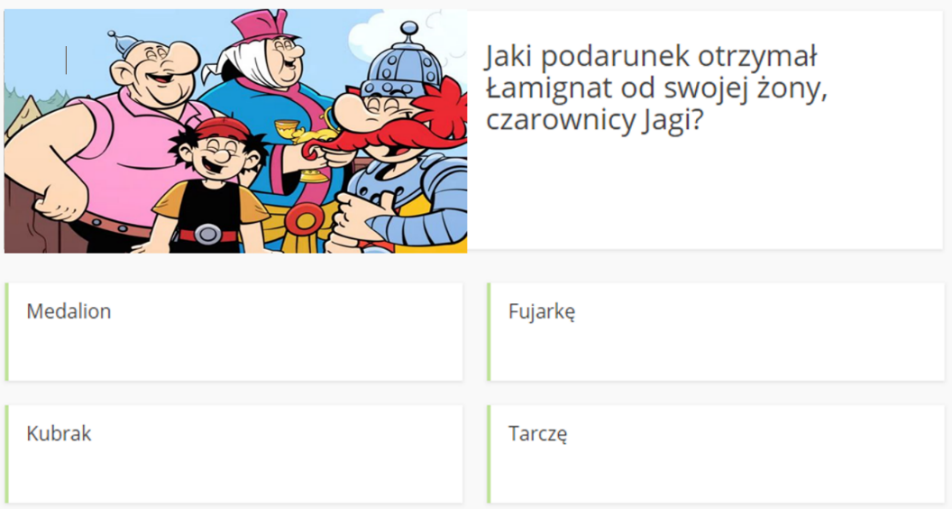 Jaki podarunek otrzymał
Łamignat od swojej żony,
czarownicy Jagi?
Medalion
Fujarkę
Kubrak
Tarczę